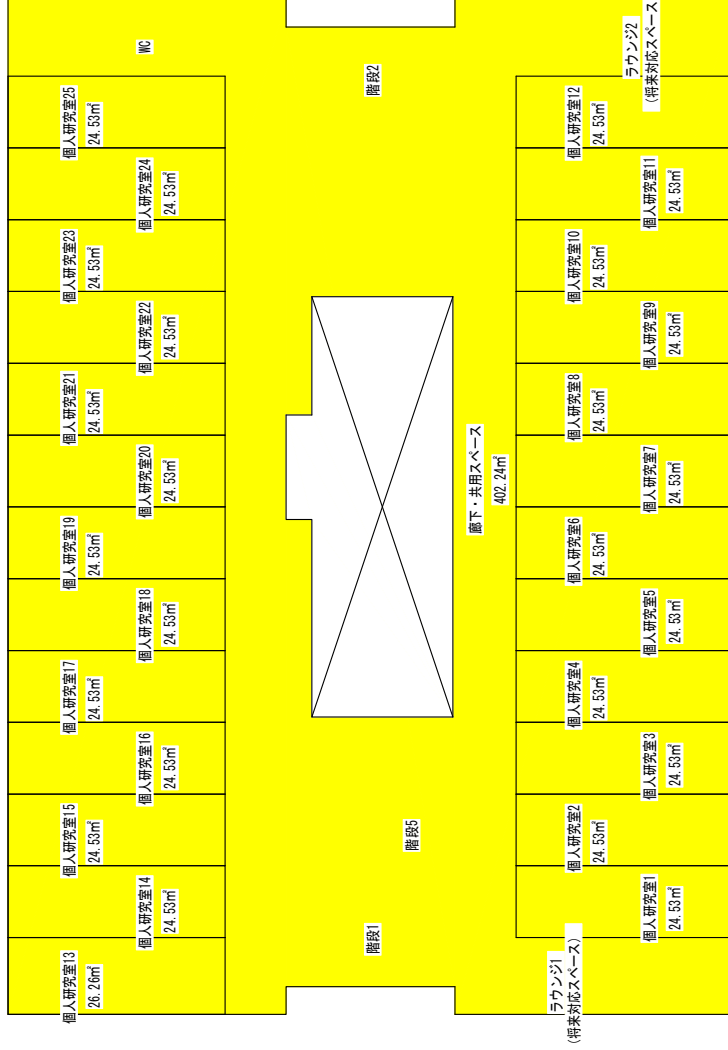 WC
個人研究室25
24.53㎡
個人研究室24
24.53㎡
個人研究室23
24.53㎡
個人研究室22
24.53㎡
個人研究室21
24.53㎡
個人研究室20
24.53㎡
個人研究室19
24.53㎡
個人研究室18
24.53㎡
個人研究室17
24.53㎡
個人研究室16
24.53㎡
個人研究室15
24.53㎡
個人研究室14
24.53㎡
個人研究室13
26.26㎡
階段2
廊下・共用スペース
402.24㎡
階段5
階段1
ラウンジ2
(将来対応スペース
個人研究室12
24.53㎡
個人研究室11
24.53㎡
個人研究室10
24.53㎡
個人研究室9
24.53㎡
個人研究室8
24.53㎡
個人研究室7
24.53㎡
個人研究室6
24.53㎡
個人研究室5
24.53㎡
個人研究室4
24.53㎡
個人研究室3
24.53㎡
個人研究室2
24.53㎡
個人研究室1
24.53㎡
ラウンジ1
(将来対応スペース)